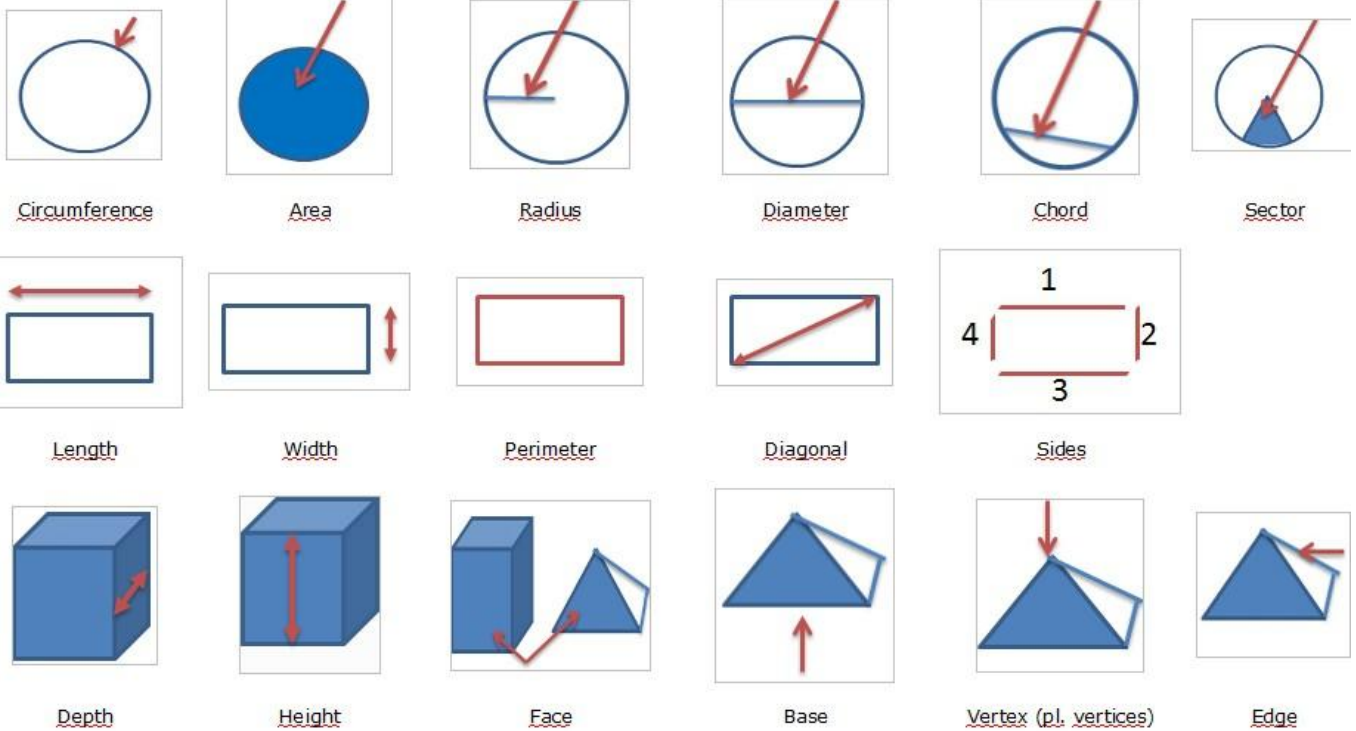 Circumference Area Radius Diameter Chord Sector
1
4 2
3
Length Width Perimeter Diagonal Sides
Depth Height Face Base Vertex (pl. vertices) Edge